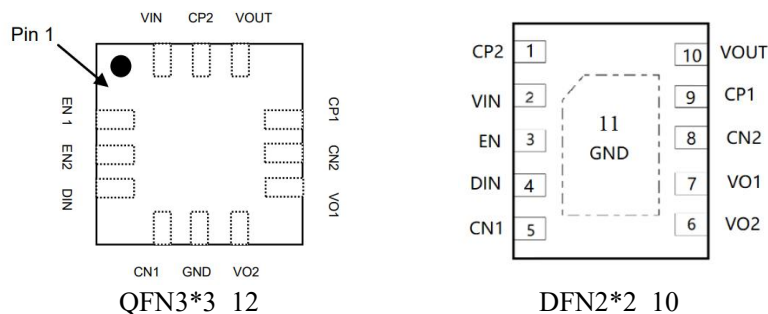 VIN CP2 VOUT
Pin 1
EN 1
EN2
DIN
CP1
CN2
VO1
CN1 GND VO2
QFN3*3 12
CP2 1 10 VOUT
VIN 2 9 CP1
EN 3 8 CN2
11
GND
DIN 4 7 VO1
CN1 5 6 VO2
DFN2*2 10